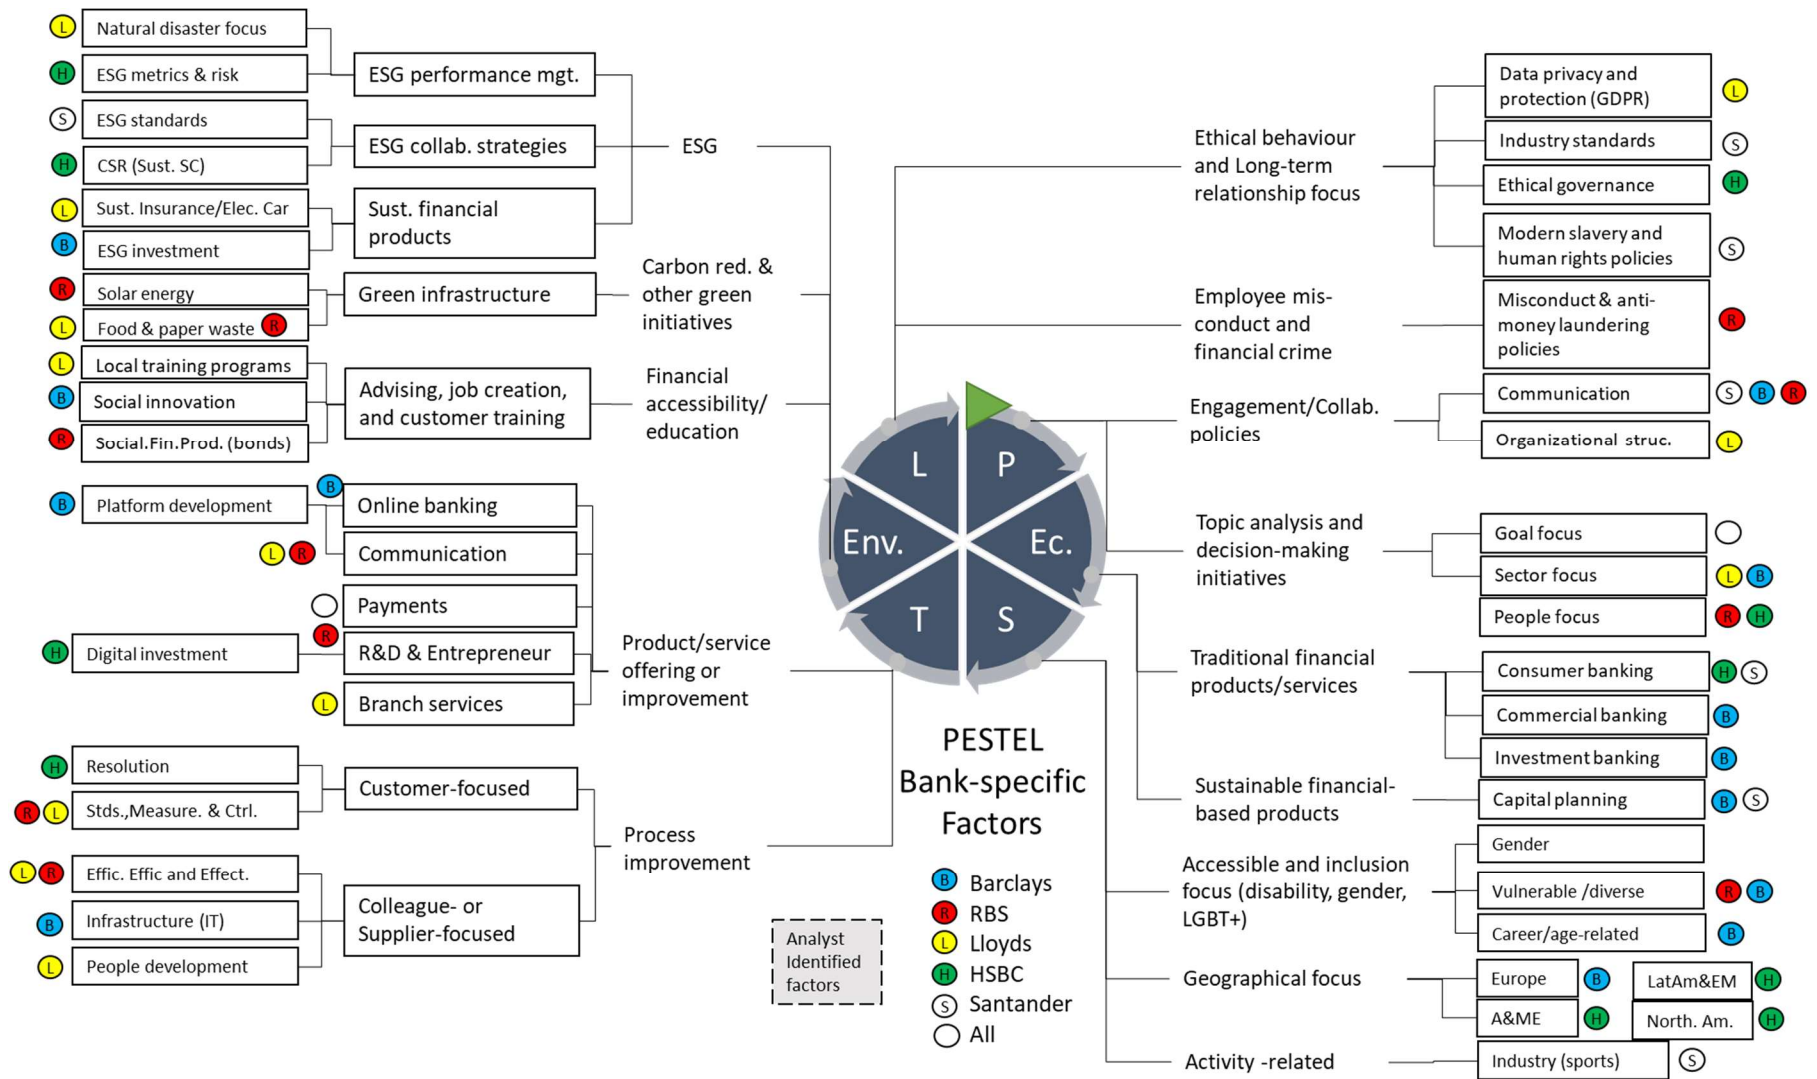 L
Natural disaster focus
H
ESG metrics & risk
ESG performance mgt.
S
ESG standards
H
CSR (Sust. SC)
ESG collab. strategies
ESG
L
Sust. Insurance/Elec. Car
B
ESG investment
Sust. financial
products
R
Solar energy
L
Food & paper waste
R
Green infrastructure
Carbon red. &
other green
initiatives
L
Local training programs
B
Social innovation
R
Social.Fin.Prod. (bonds)
Advising, job creation,
and customer training
Financial
accessibility/
education
B
Platform development
B
Online banking
L R
Communication
Payments
R
H
Digital investment
R&D & Entrepreneur
L
Branch services
Product/service
offering or
improvement
H
Resolution
R L
Stds.,Measure. & Ctrl.
Customer-focused
Process
improvement
L R
Effic. Effic and Effect.
B
Infrastructure (IT)
L
People development
Colleague- or
Supplier-focused
L
P
Env.
Ec.
T
S
PESTEL
Bank-specific
Factors
B Barclays
R RBS
L Lloyds
H HSBC
S Santander
All
Analyst
Identified
factors
Ethical behaviour
and Long-term
relationship focus
Data privacy and
protection (GDPR)
L
Industry standards
S
Ethical governance
H
Modern slavery and
human rights policies
S
Employee mis-
conduct and
financial crime
Misconduct & anti-
money laundering
policies
R
Engagement/Collab.
policies
Communication
S B R
Organizational struc.
L
Topic analysis and
decision-making
initiatives
Goal focus
Sector focus
L B
People focus
R H
Traditional financial
products/services
Consumer banking
H S
Commercial banking
B
Investment banking
B
Sustainable financial-
based products
Capital planning
B S
Accessible and inclusion
focus (disability, gender,
LGBT+)
Gender
Vulnerable /diverse
R B
Career/age-related
B
Geographical focus
Europe
B
LatAm&EM
H
A&ME
H
North. Am.
H
Activity -related
Industry (sports)
S